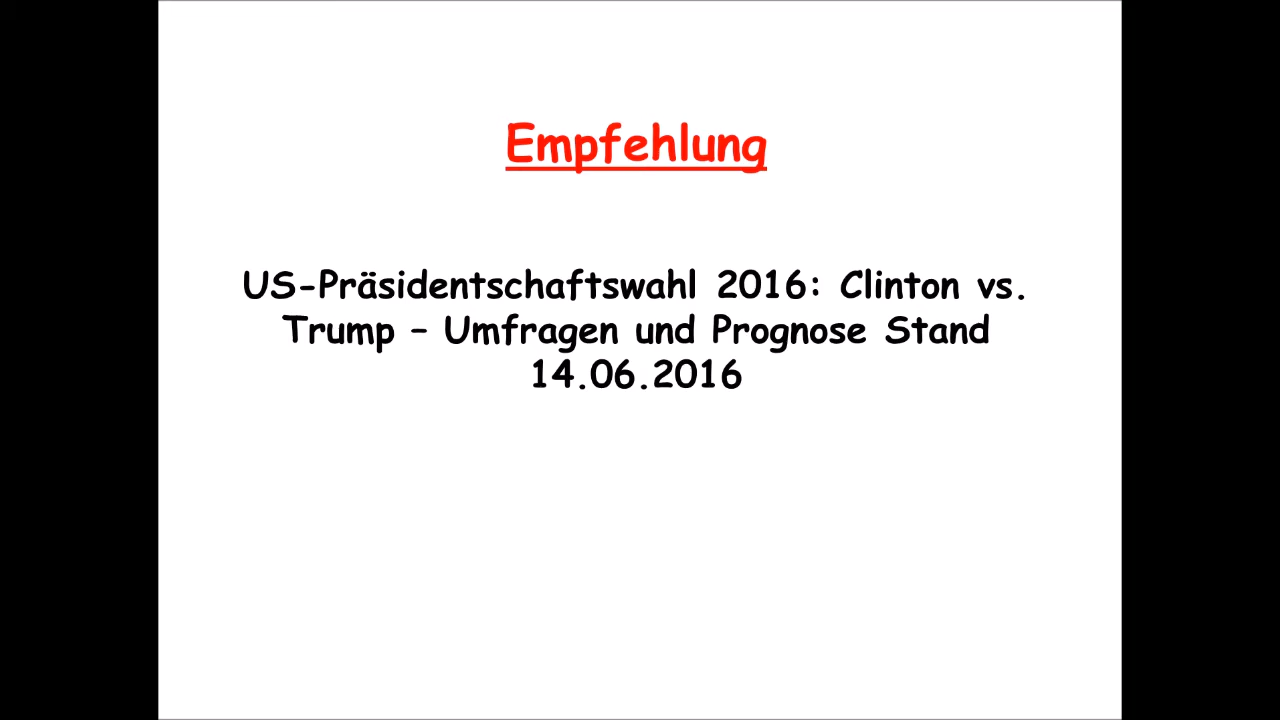 Empfehlung
US-Präsidentschaftswahl 2016: Clinton vs.
Trump – Umfragen und Prognose Stand
14.06.2016